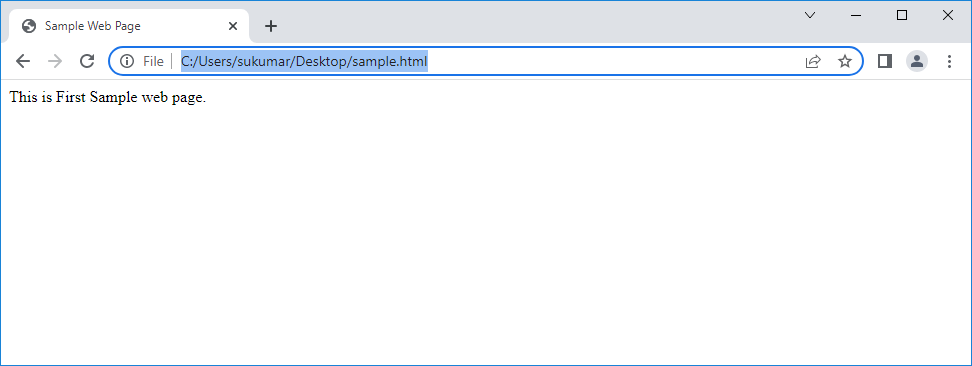 Sample Web Page
File C:/Users/sukumar/Desktop/sample.html
This is First Sample web page.